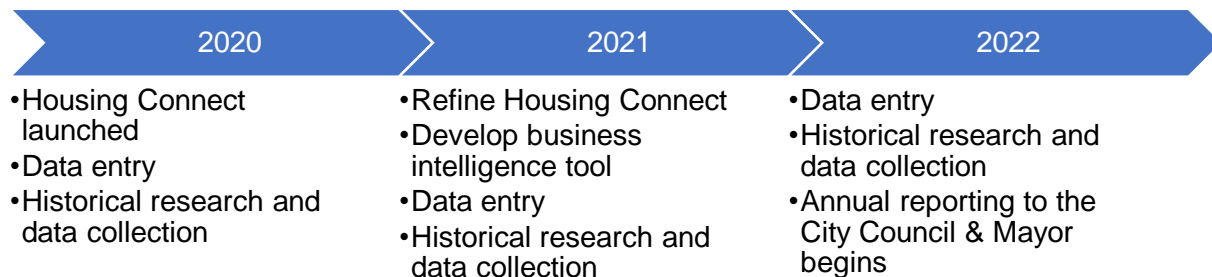 2020
•Housing Connect
launched
•Data entry
•Historical research and
data collection
2021
•Refine Housing Connect
•Develop business
intelligence tool
•Data entry
•Historical research and
data collection
2022
•Data entry
•Historical research and
data collection
•Annual reporting to the
City Council & Mayor
begins